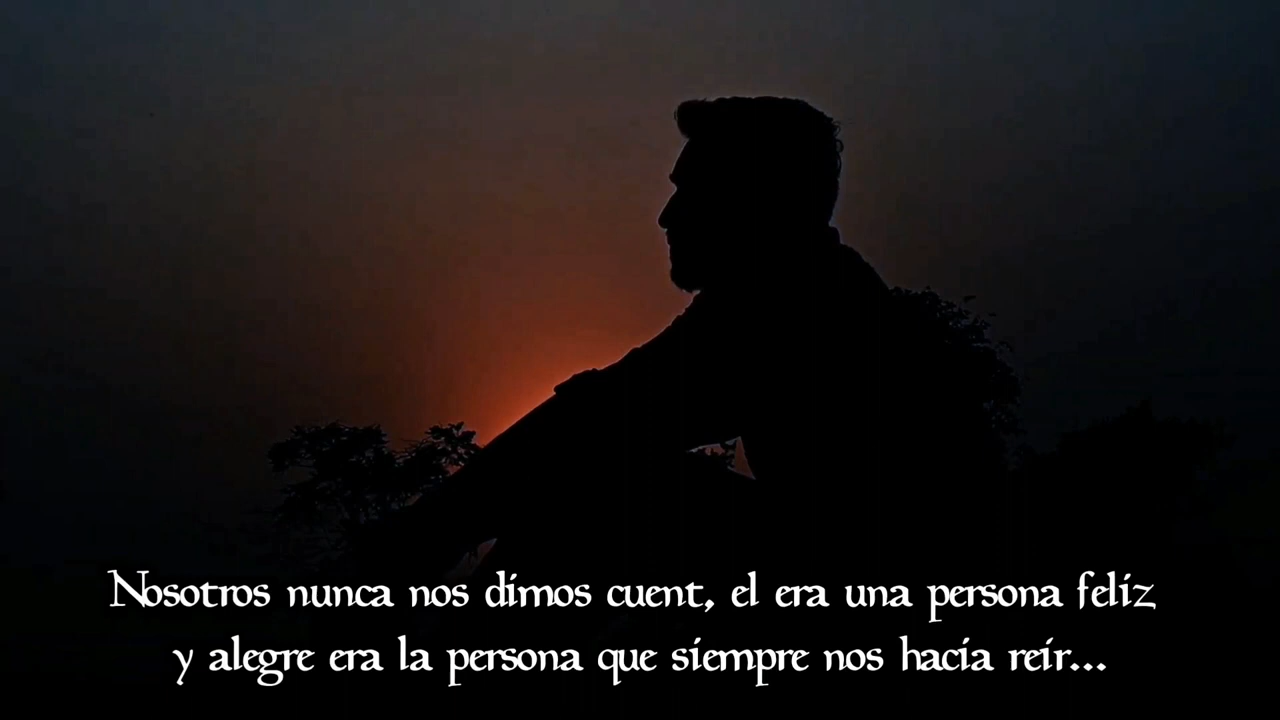 Nosotros nunca nos dimos cuent, el era una persona feliz
y alegre era la persona que siempre nos hacia reir...